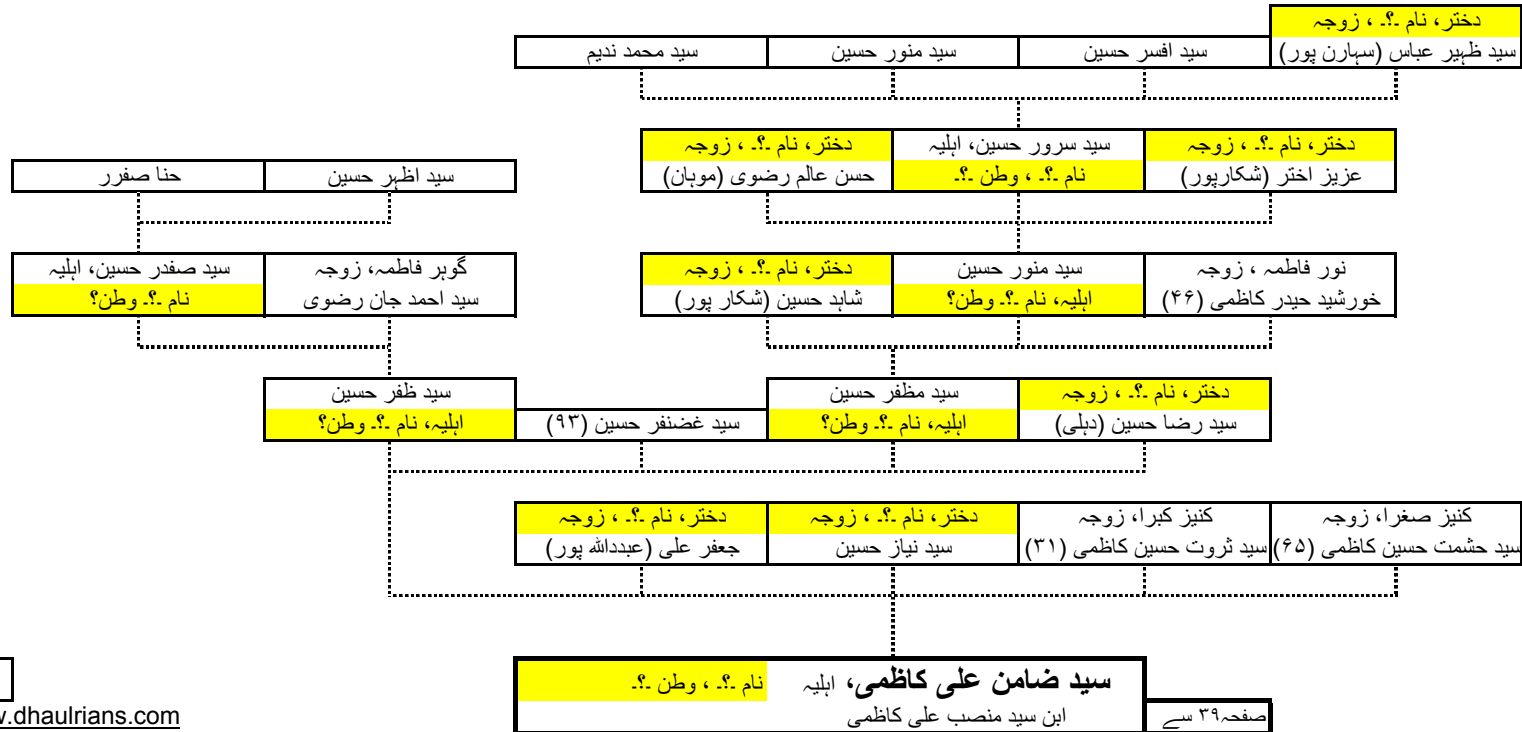 دختر، نام ـ؟ـ ، زوجہ
سید ظہیر عباس (سہارن پور)
سید افسر حسین
سید منور حسین
سید محمد ندیم
دختر، نام ـ؟ـ ، زوجہ
عزیز اختر (شکارپور)
سید سرور حسین، اہلیہ
نام ـ؟ـ ، وطن ـ؟ـ
دختر، نام ـ؟ـ ، زوجہ
حسن عالم رضوی (موہان)
سید اظہر حسین
حنا صفرر
نور فاطمہ ، زوجہ
خورشید حیدر کاظمی (۴۶)
سید منور حسین
اہلیہ، نام ـ؟ـ وطن؟
دختر، نام ـ؟ـ ، زوجہ
شاہد حسین (شکار پور)
گوہر فاطمہ، زوجہ
سید احمد جان رضوی
سید صفدر حسین، اہلیہ
نام ـ؟ـ وطن؟
دختر، نام ـ؟ـ ، زوجہ
سید رضا حسین (دہلی)
سید مظفر حسین
اہلیہ، نام ـ؟ـ وطن؟
سید غضنفر حسین (۹۳)
سید ظفر حسین
اہلیہ، نام ـ؟ـ وطن؟
کنیز صغرا، زوجہ
سید حشمت حسین کاظمی (۶۵)
کنیز کبرا، زوجہ
سید ثروت حسین کاظمی (۳۱)
دختر، نام ـ؟ـ ، زوجہ
سید نیاز حسین
دختر، نام ـ؟ـ ، زوجہ
جعفر علی (عبددالله پور)
سید ضامن علی کاظمی، اہلیہ نام ـ؟ـ ، وطن ـ؟ـ
ابن سید منصب علی کاظمی
صفحہ۳۹ سے
w.dhaulrians.com